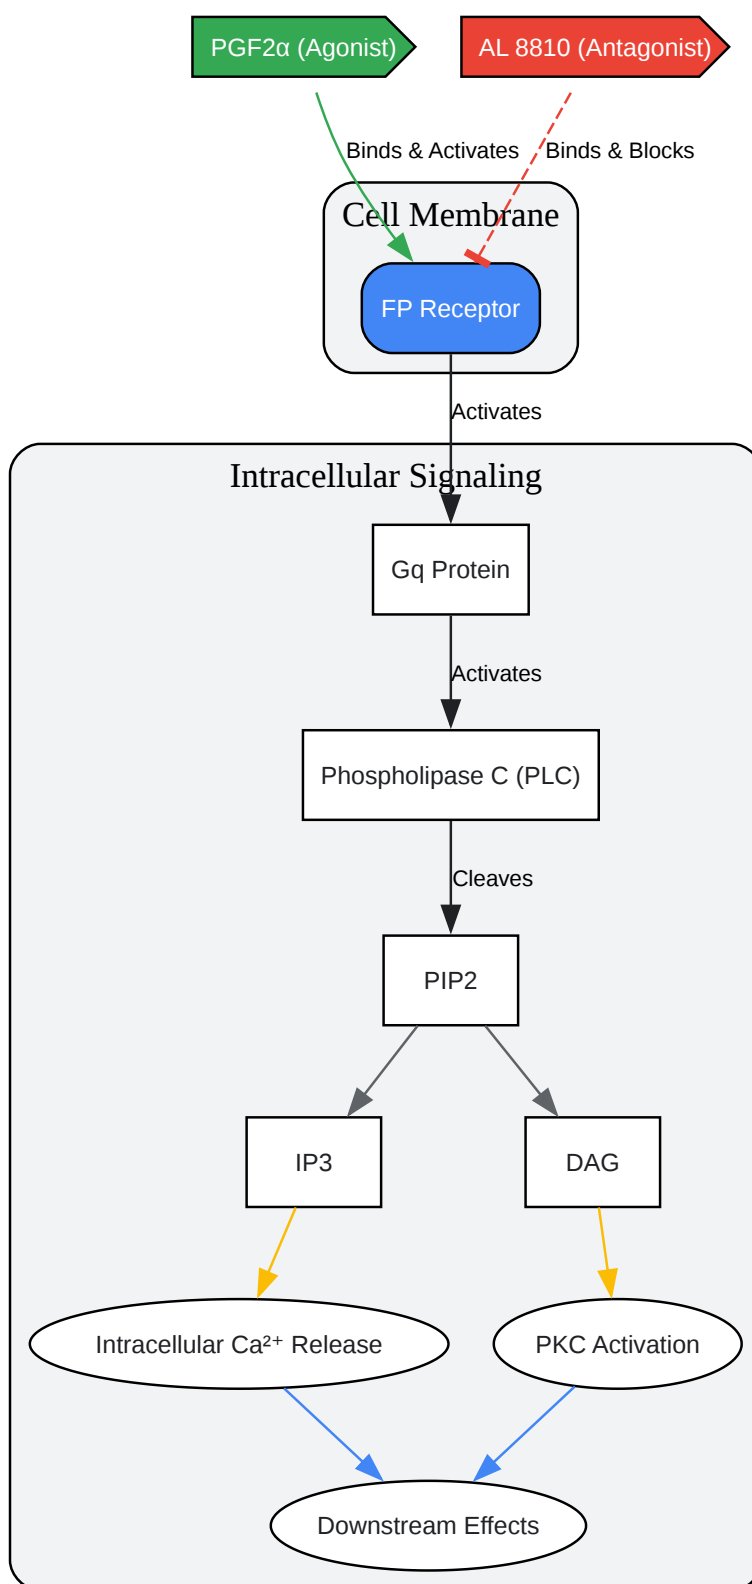 PGF2α (Agonist)
AL 8810 (Antagonist)
Binds & Activates
Binds & Blocks
Cell Membrane
FP Receptor
Activates
Intracellular Signaling
Gq Protein
Activates
Phospholipase C (PLC)
Cleaves
PIP2
IP3
DAG
Intracellular Ca²⁺ Release
PKC Activation
Downstream Effects